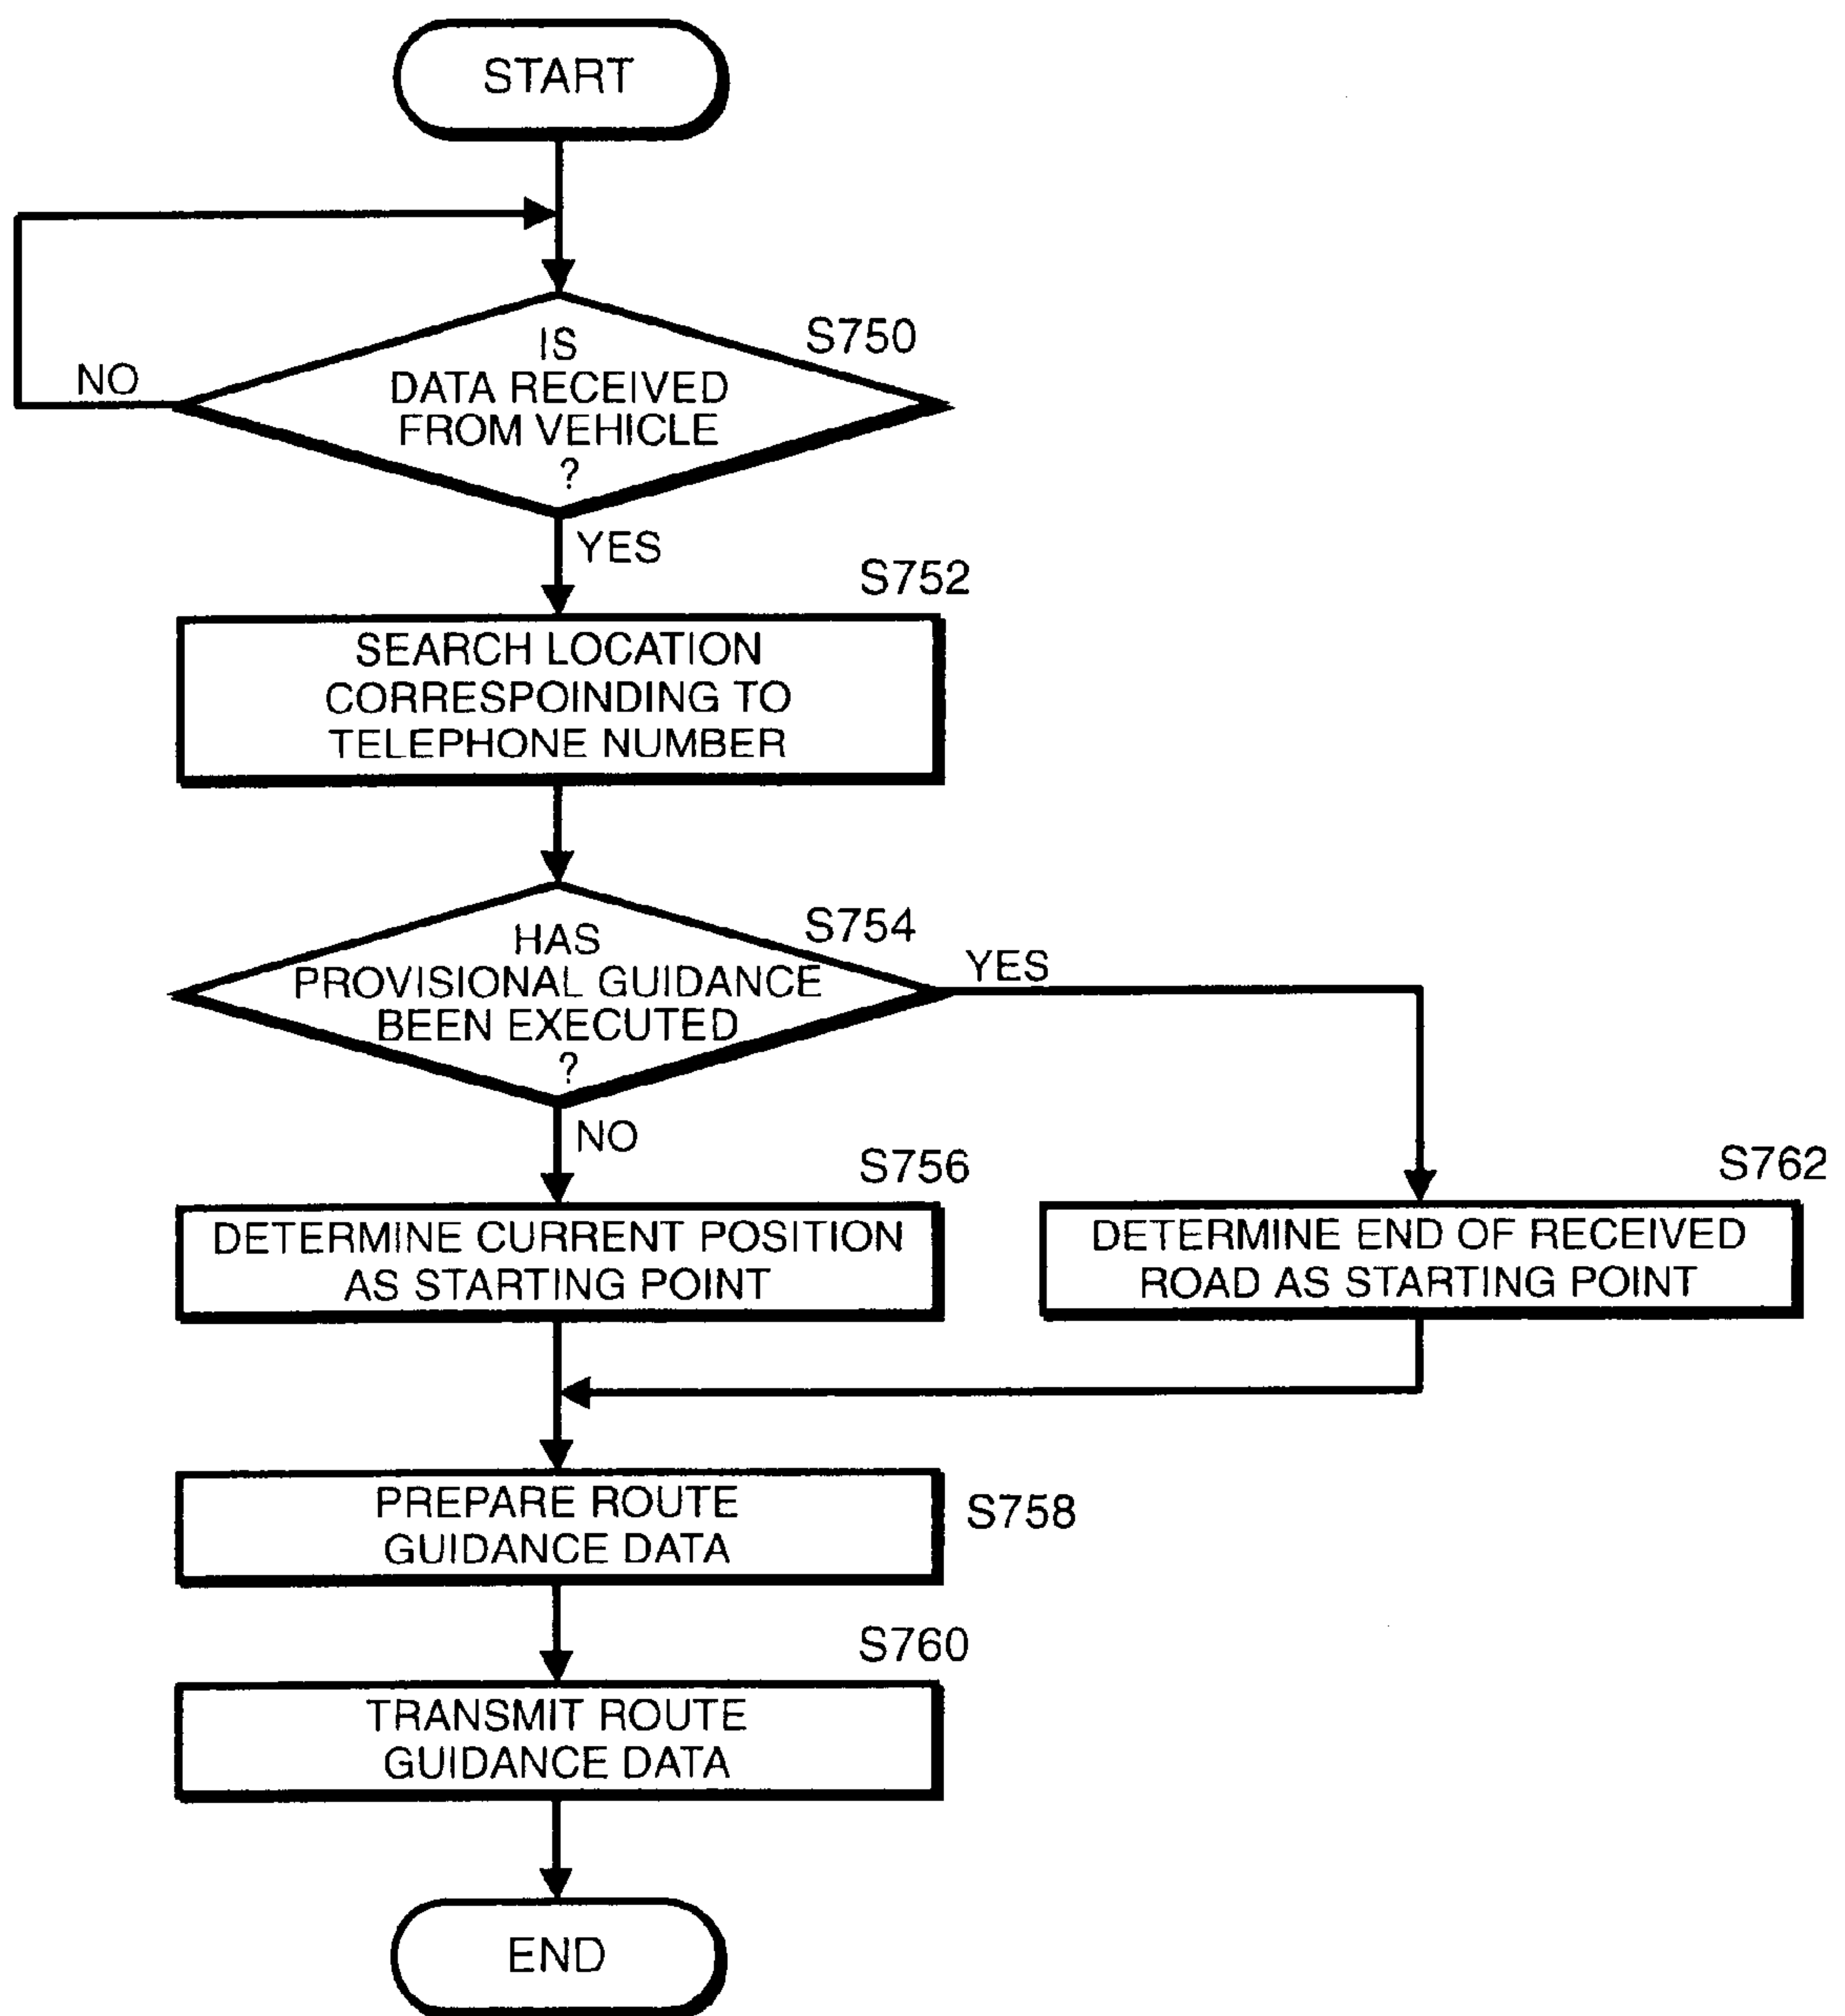 START
S750
IS
DATA RECEIVED
FROM VEHICLE
?
NO
YES
S752
SEARCH LOCATION
CORRESPOINDING TO
TELEPHONE NUMBER
S754
HAS
PROVISIONAL GUIDANCE
BEEN EXECUTED
?
YES
NO
S756
DETERMINE CURRENT POSITION
AS STARTING POINT
S762
DETERMINE END OF RECEIVED
ROAD AS STARTING POINT
PREPARE ROUTE
GUIDANCE DATA
S758
S760
TRANSMIT ROUTE
GUIDANCE DATA
END